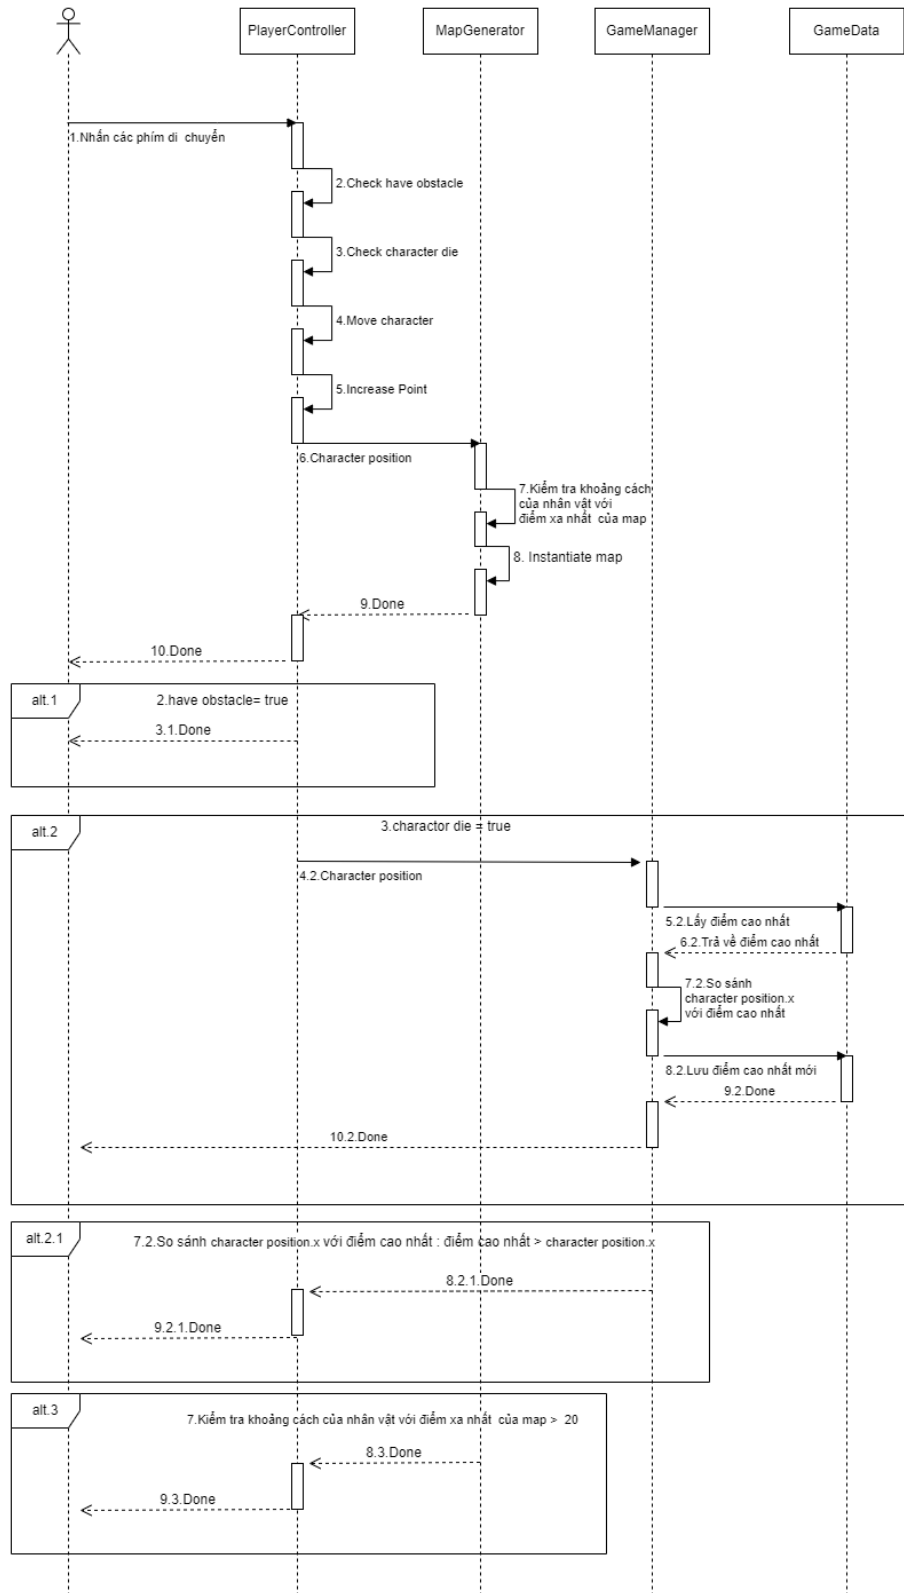 PlayerController
MapGenerator
GameManager
GameData
1.Nhấn các phím di chuyển
2.Check have obstacle
3.Check character die
4.Move character
5.Increase Point
6.Character position
7.Kiểm tra khoảng cách
của nhân vật với
điểm xa nhất của map
8. Instantiate map
9.Done
10.Done
alt.1
2.have obstacle= true
3.1.Done
alt.2
3.charactor die = true
4.2.Character position
5.2.Lấy điểm cao nhất
6.2.Trả về điểm cao nhất
7.2.So sánh
character position.x
với điểm cao nhất
8.2.Lưu điểm cao nhất mới
9.2.Done
10.2.Done
alt.2.1
7.2.So sánh character position.x với điểm cao nhất : điểm cao nhất > character position.x
8.2.1.Done
9.2.1.Done
alt.3
7.Kiểm tra khoảng cách của nhân vật với điểm xa nhất của map > 20
8.3.Done
9.3.Done